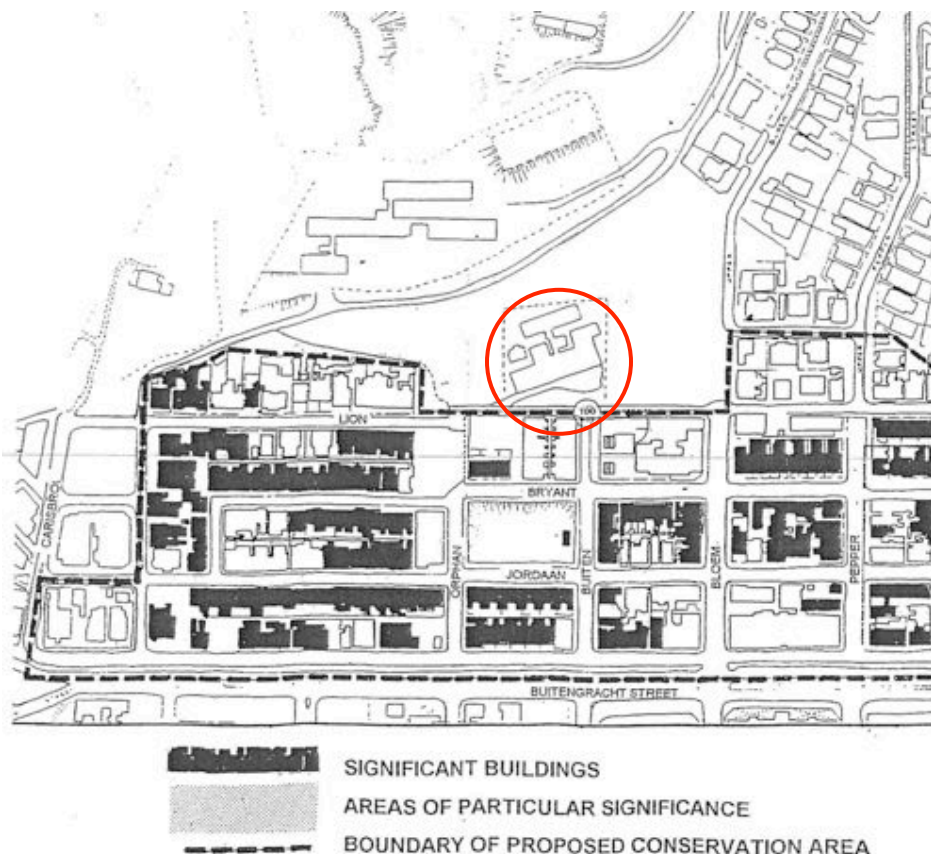 100
LION
BRYANT
CARISBROOK
ORPHAN
JORDAAN
BUITEN
BLOEM
PEPPER
BUITENGRACHT STREET
SIGNIFICANT BUILDINGS
AREAS OF PARTICULAR SIGNIFICANCE
BOUNDARY OF PROPOSED CONSERVATION AREA